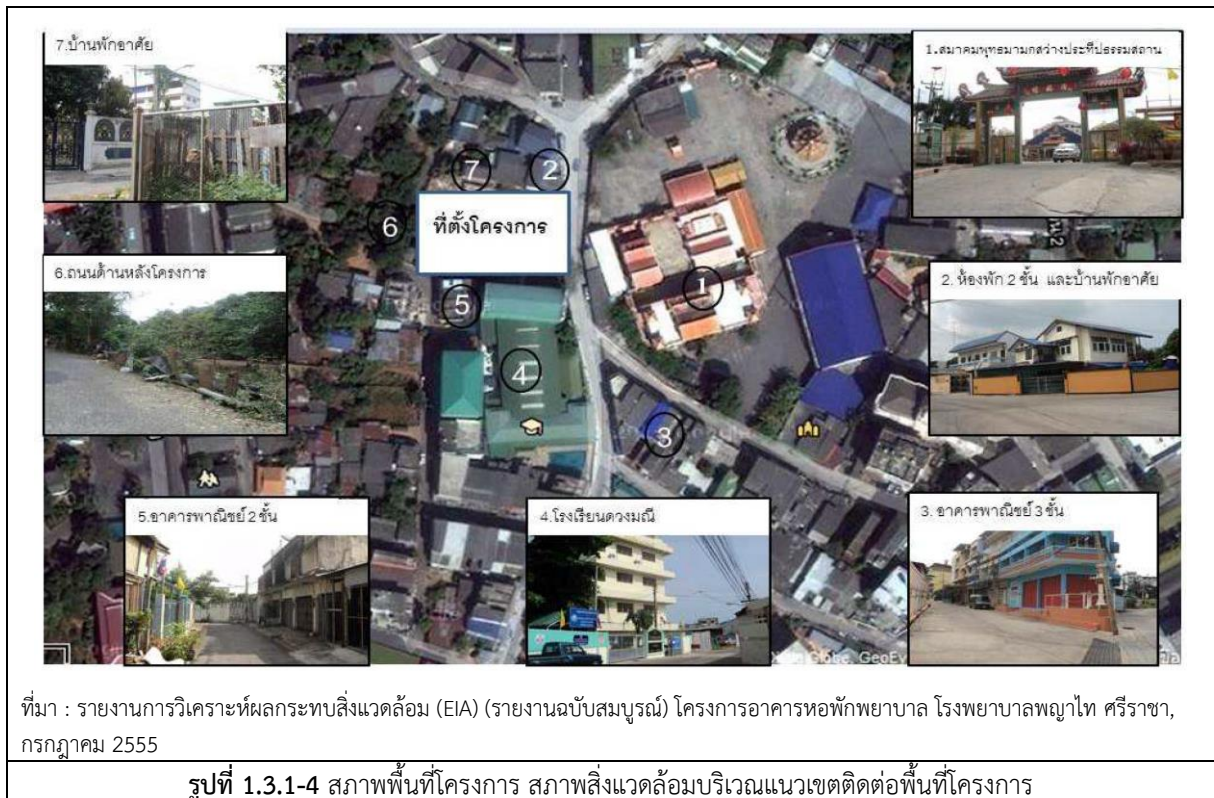 7.บ้านพักอาศัย
1.สมาคมพุทธมามกสว่างประทีปธรรมสถาน
7
2
ที่ตั้งโครงการ
6
6.ถนนด้านหลังโครงการ
2. ห้องพัก 2 ชั้น และบ้านพักอาศัย
1
5
4
3
5.อาคารพาณิชย์ 2 ชั้น
4.โรงเรียนดวงมณี
3. อาคารพาณิชย์ 3 ชั้น
ที่มา : รายงานการวิเคราะห์ผลกระทบสิ่งแวดล้อม (EIA) (รายงานฉบับสมบูรณ์) โครงการอาคารหอพักพยาบาล โรงพยาบาลพญาไท ศรีราชา,
กรกฎาคม 2555
รูปที่ 1.3.1-4 สภาพพื้นที่โครงการ สภาพสิ่งแวดล้อมบริเวณแนวเขตติดต่อพื้นที่โครงการ